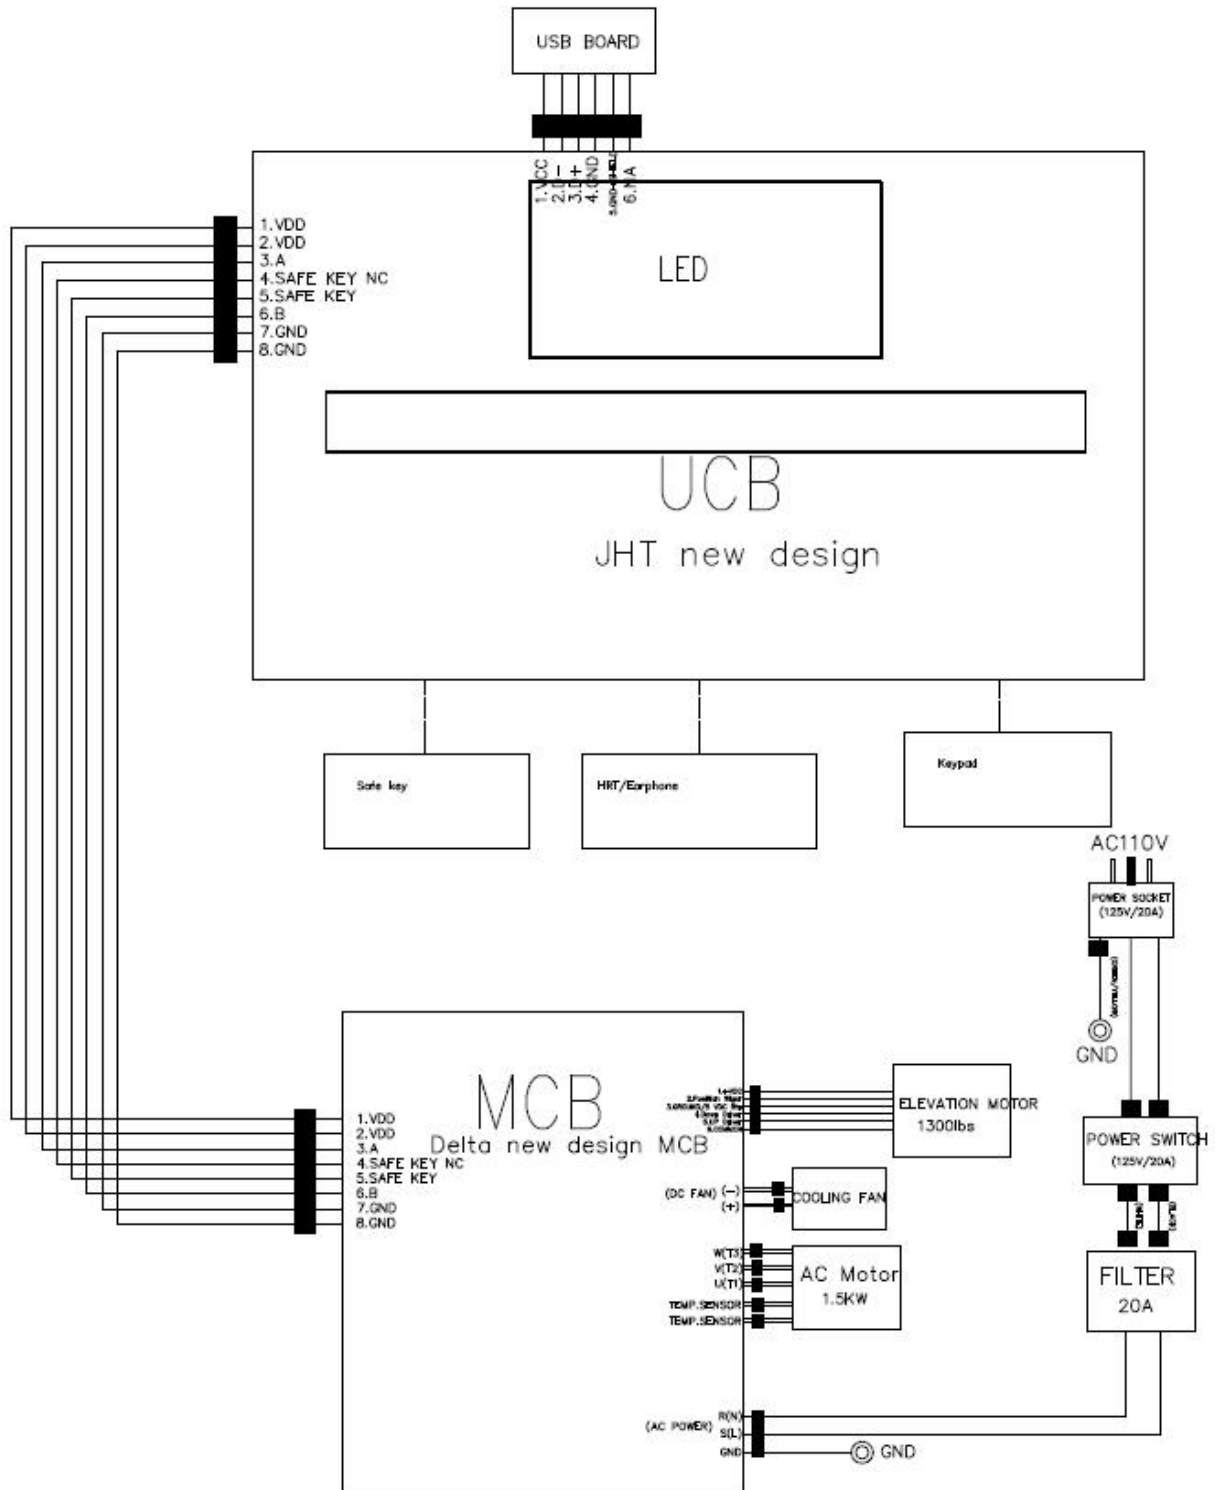 USB BOARD
1.VCC
2.D-
3.D+
4.GND
6.NA
1.VDD
2.VDD
3.A
4.SAFE KEY NC
5.SAFE KEY
6.B
7.GND
8.GND
LED
UCB
JHT new design
Safe key
HRT/Earphone
Keypad
AC110V
POWER SOCKET
(125V/20A)
GND
MCB
Delta new design MCB
1.VDD
2.VDD
3.A
4.SAFE KEY NC
5.SAFE KEY
6.B
7.GND
8.GND
ELEVATION MOTOR
1300lbs
POWER SWITCH
(125V/20A)
(DC FAN) (-)
(+)
COOLING FAN
W(T3)
V(T2)
U(T1)
TEMP.SENSOR
TEMP.SENSOR
AC Motor
1.5KW
FILTER
20A
(AC POWER)
R(N)
S(L)
GND
GND